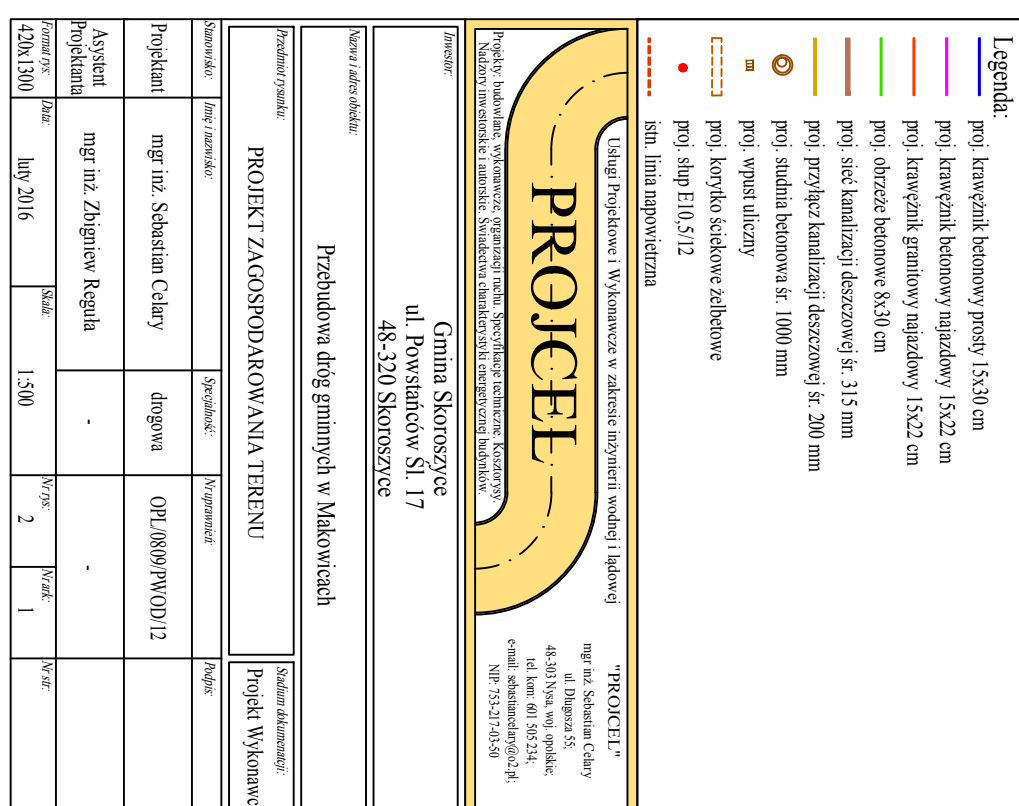 Legenda:
proj. krawężnik betonowy prosty 15x30 cm
proj. krawężnik betonowy najazdowy 15x22 cm
proj. krawężnik granitowy najazdowy 15x22 cm
proj. obrzeże betonowe 8x30 cm
proj. sieć kanalizacji deszczowej śr. 315 mm
proj. przyłącz kanalizacji deszczowej śr. 200 mm
proj. studnia betonowa śr. 1000 mm
proj. wpust uliczny
proj. korytko ściekowe żelbetowe
proj. słup E10,5/12
istn. linia napowietrzna
Usługi Projektowe i Wykonawcze w zakresie inżynierii wodnej i lądowej
PROJCEL
Projekty: budowlane, wykonawcze, organizacji ruchu. Specyfikacje techniczne. Kosztorysy.
Nadzory inwestorskie i autorskie. Świadectwa charakterystyki energetycznej budynków.
"PROJCEL"
mgr inż. Sebastian Celary
ul. Długosza 55;
48-303 Nysa, woj. opolskie;
tel. kom: 601 505 234;
e-mail: sebastiancelary@o2.pl;
NIP: 753-217-03-50
Inwestor:
Gmina Skoroszyce
ul. Powstańców Śl. 17
48-320 Skoroszyce
Nazwa i adres obiektu:
Przebudowa dróg gminnych w Makowicach
Przedmiot rysunku:
PROJEKT ZAGOSPODAROWANIA TERENU
Stadium dokumentacji:
Projekt Wykonawc
Stanowisko: Imię i nazwisko: Specjalność: Nr uprawnień: Podpis:
Projektant mgr inż. Sebastian Celary drogowa OPL/0809/PWOD/12
Asystent
Projektanta mgr inż. Zbigniew Reguła - -
Format rys: Data: Skala: Nr rys: Nr ark: Nr str:
420x1300 luty 2016 1:500 2 1